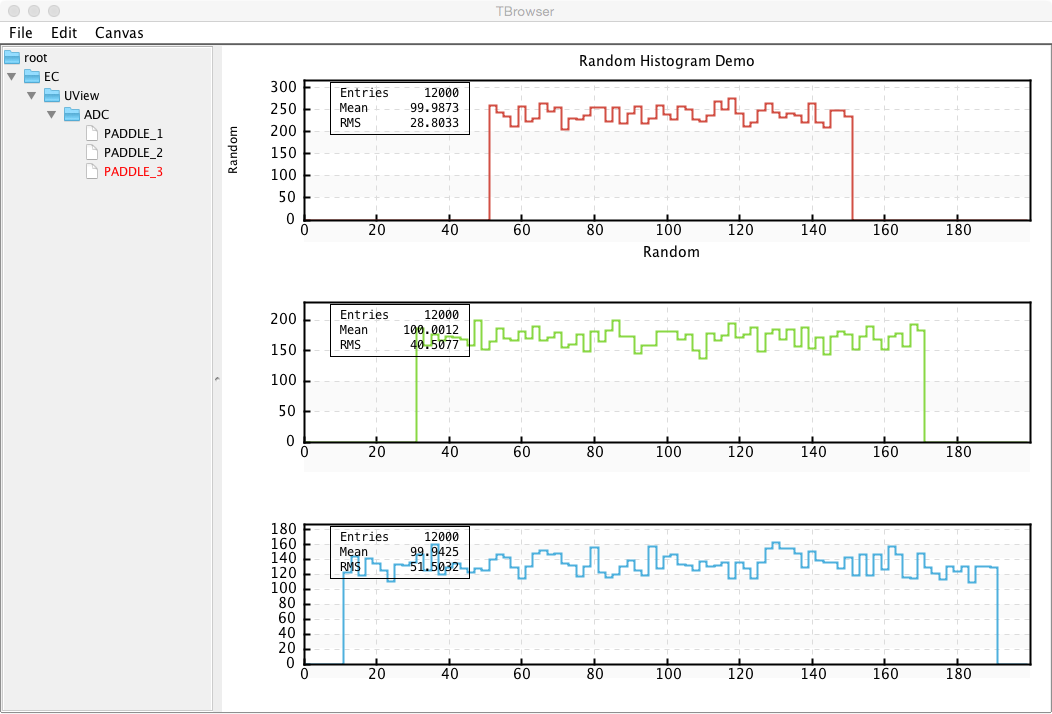 TBrowser
File Edit Canvas
root
EC
UView
ADC
PADDLE_1
PADDLE_2
PADDLE_3
Random Histogram Demo
Random
300
250
200
150
100
50
0
Entries 12000
Mean 99.9873
RMS 28.8033
0 20 40 60 80 100 120 140 160 180
Random
200
150
100
50
0
Entries 12000
Mean 100.0012
RMS 40.5077
0 20 40 60 80 100 120 140 160 180
180
160
140
120
100
80
60
40
20
0
Entries 12000
Mean 99.9425
RMS 51.5032
0 20 40 60 80 100 120 140 160 180